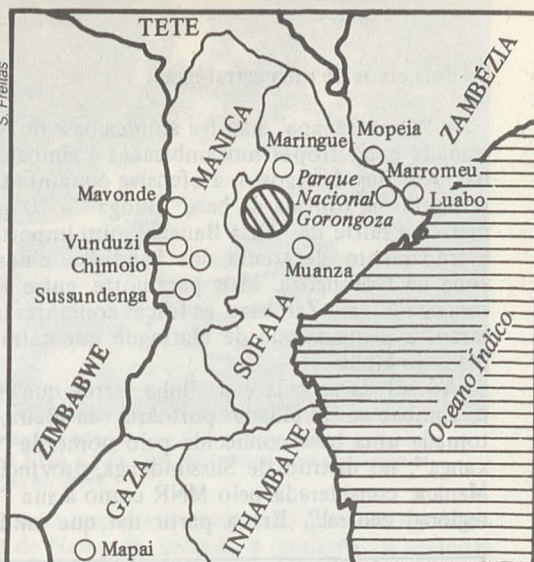 TETE
S. Freitas
ZAMBÉZIA
MANICA
Maringuel
Mopeia
Parque
Nacional
Gorongoza
Marromeu
Luabo
Mavonde
Vunduzi
Chimoio
Sussundenga
Muanza
SOFALA
ZIMBABWE
GAZA
INHAMBANE
Oceano Índico
Mapai